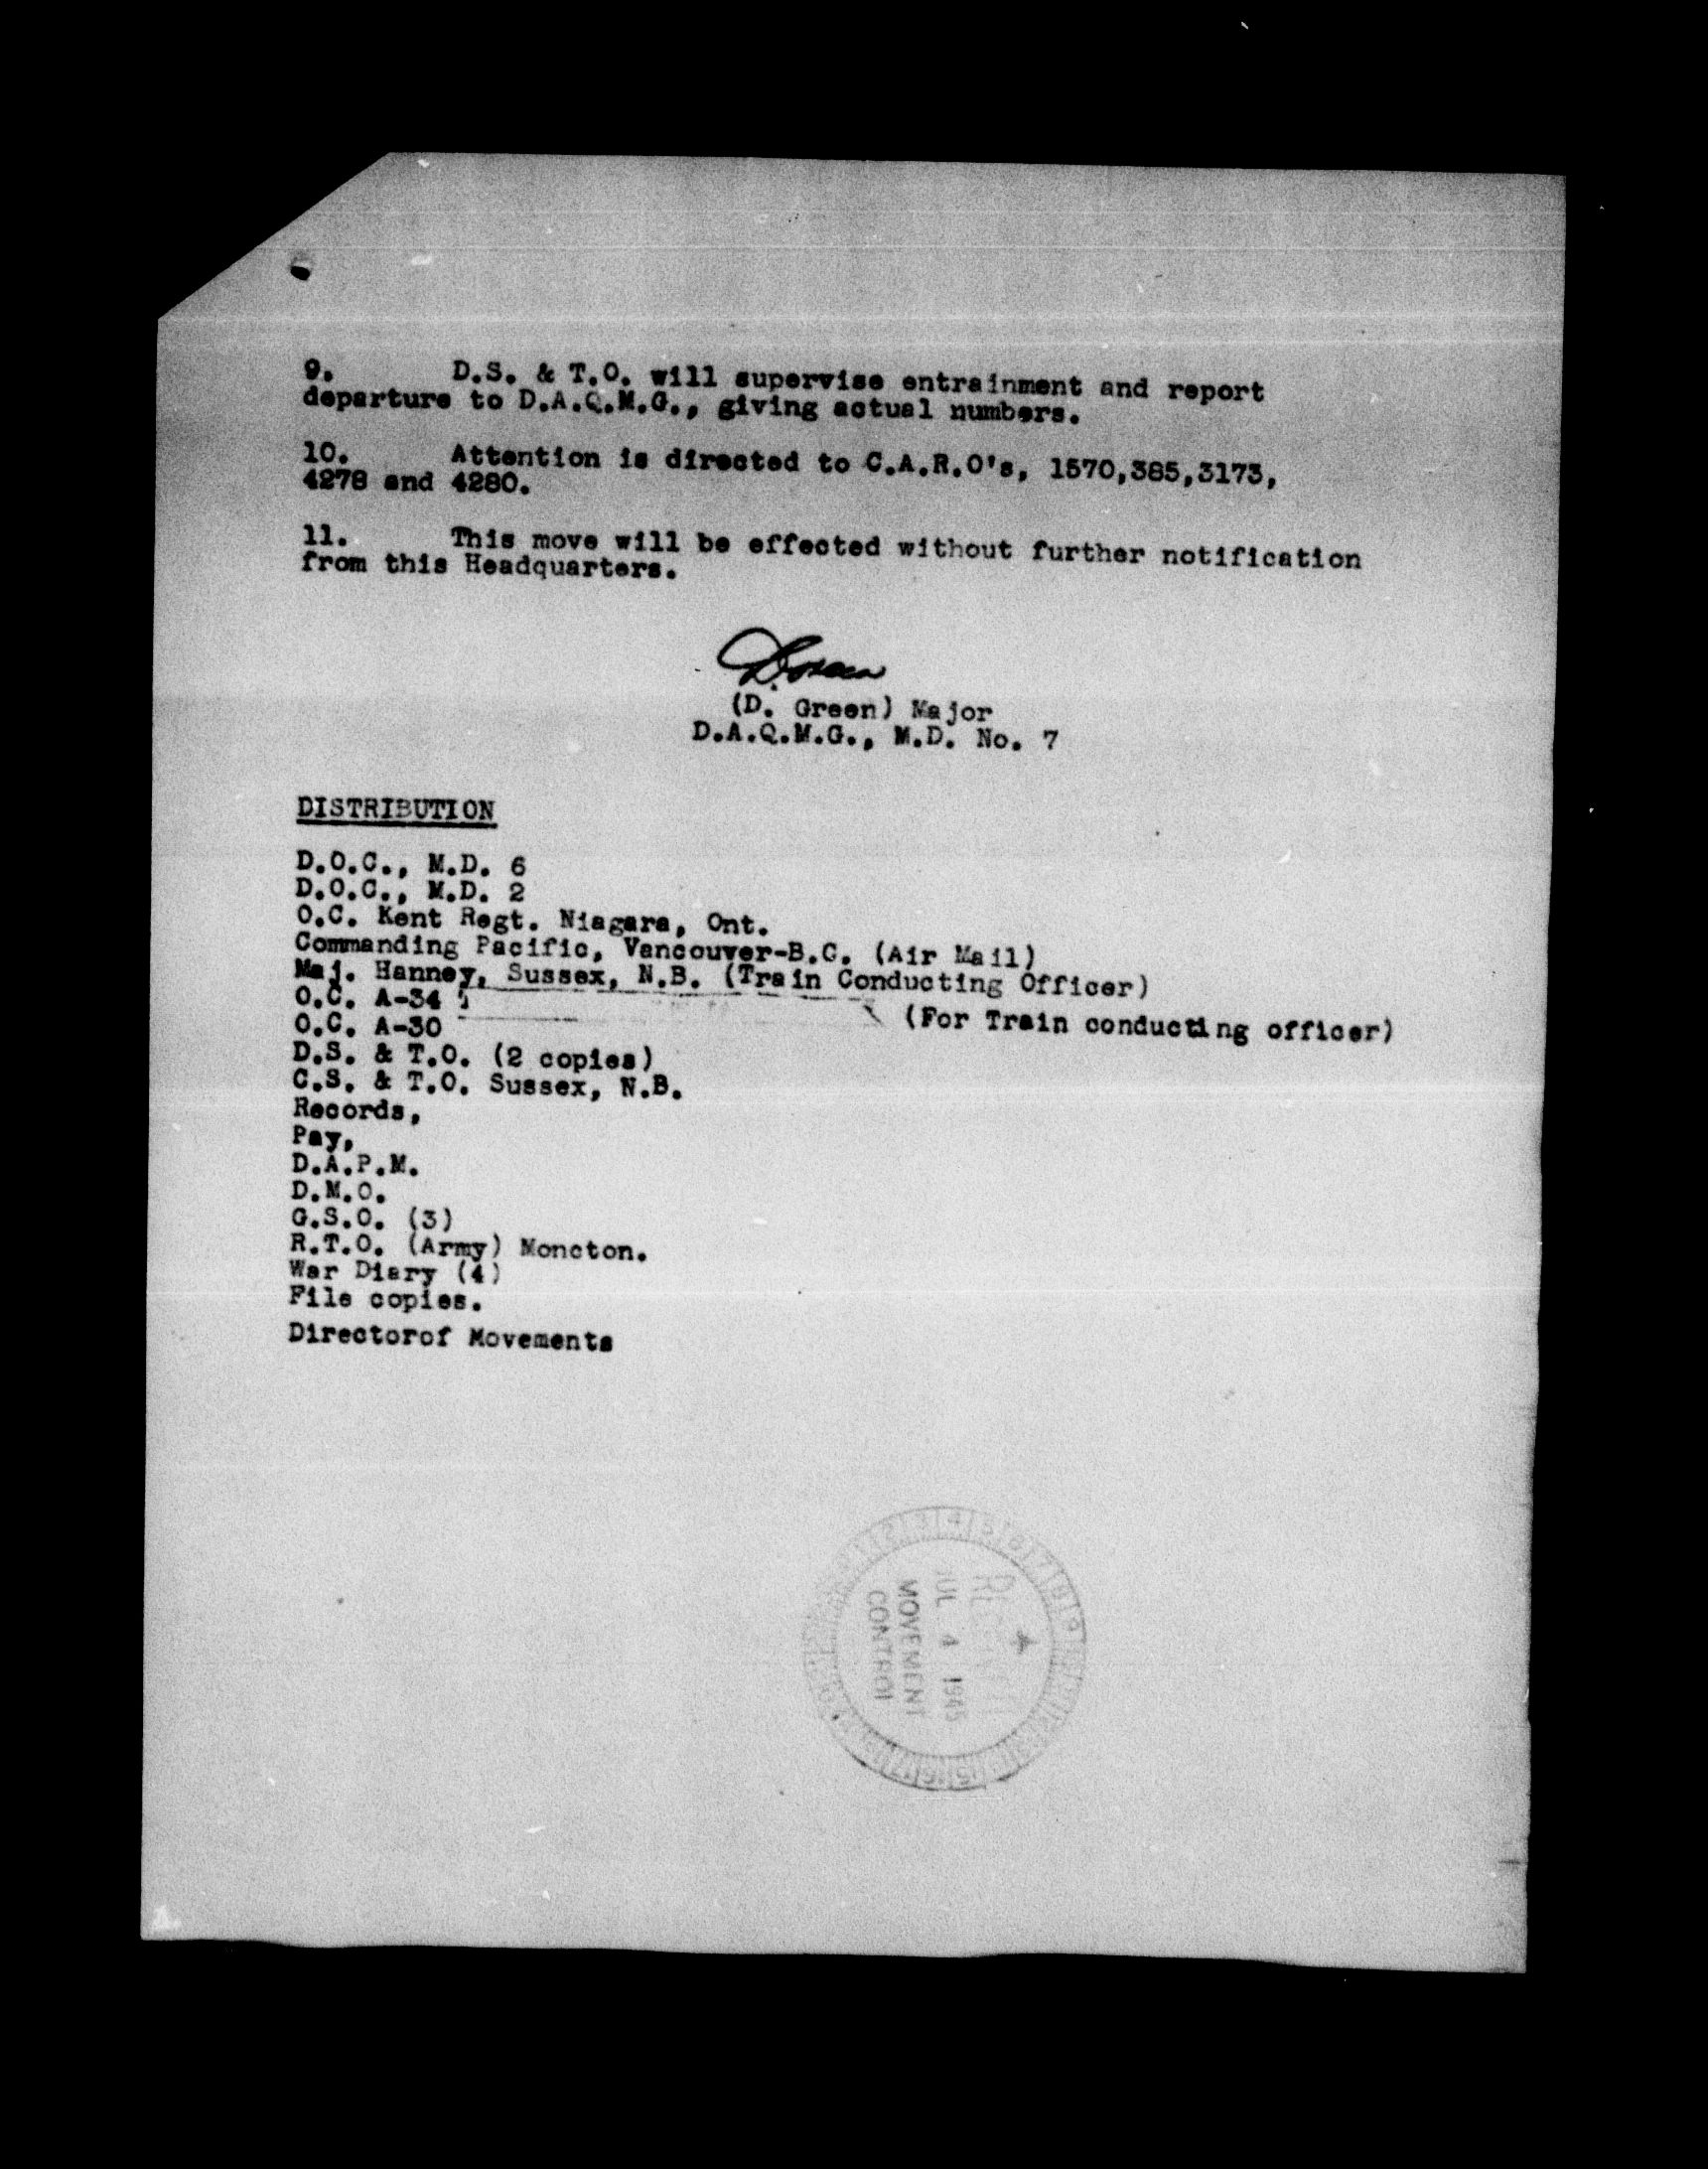 9. D.S. & T.O. will supervise entrainment and report
departure to D.A.Q.M.G., giving actual numbers.
10. Attention is directed to C.A.R.O's, 1570,385,3173,
4278 and 4280.
11. This move will be effected without further notification
from this Headquarters.
(D. Green) Major
D.A.Q.M.G., M.D. No. 7
DISTRIBUTION
D.O.C., M.D. 6
D.O.C., M.D. 2
O.C. Kent Regt. Niagara, Ont.
Commanding Pacific, Vancouver-B.C. (Air Mail)
Maj. Hanney, Sussex, N.B. (Train Conducting Officer)
O.C. A-34
O.C. A-30 (For Train conducting officer)
D.S. & T.O. (2 copies)
C.S. & T.O. Sussex, N.B.
Records,
Pay,
D.A.P.M.
D.M.O.
G.S.O. (3)
R.T.O. (Army) Moncton.
War Diary (4)
File copies.
Directorof Movements
JUL 4 1945
MOVEMENT
CONTROL